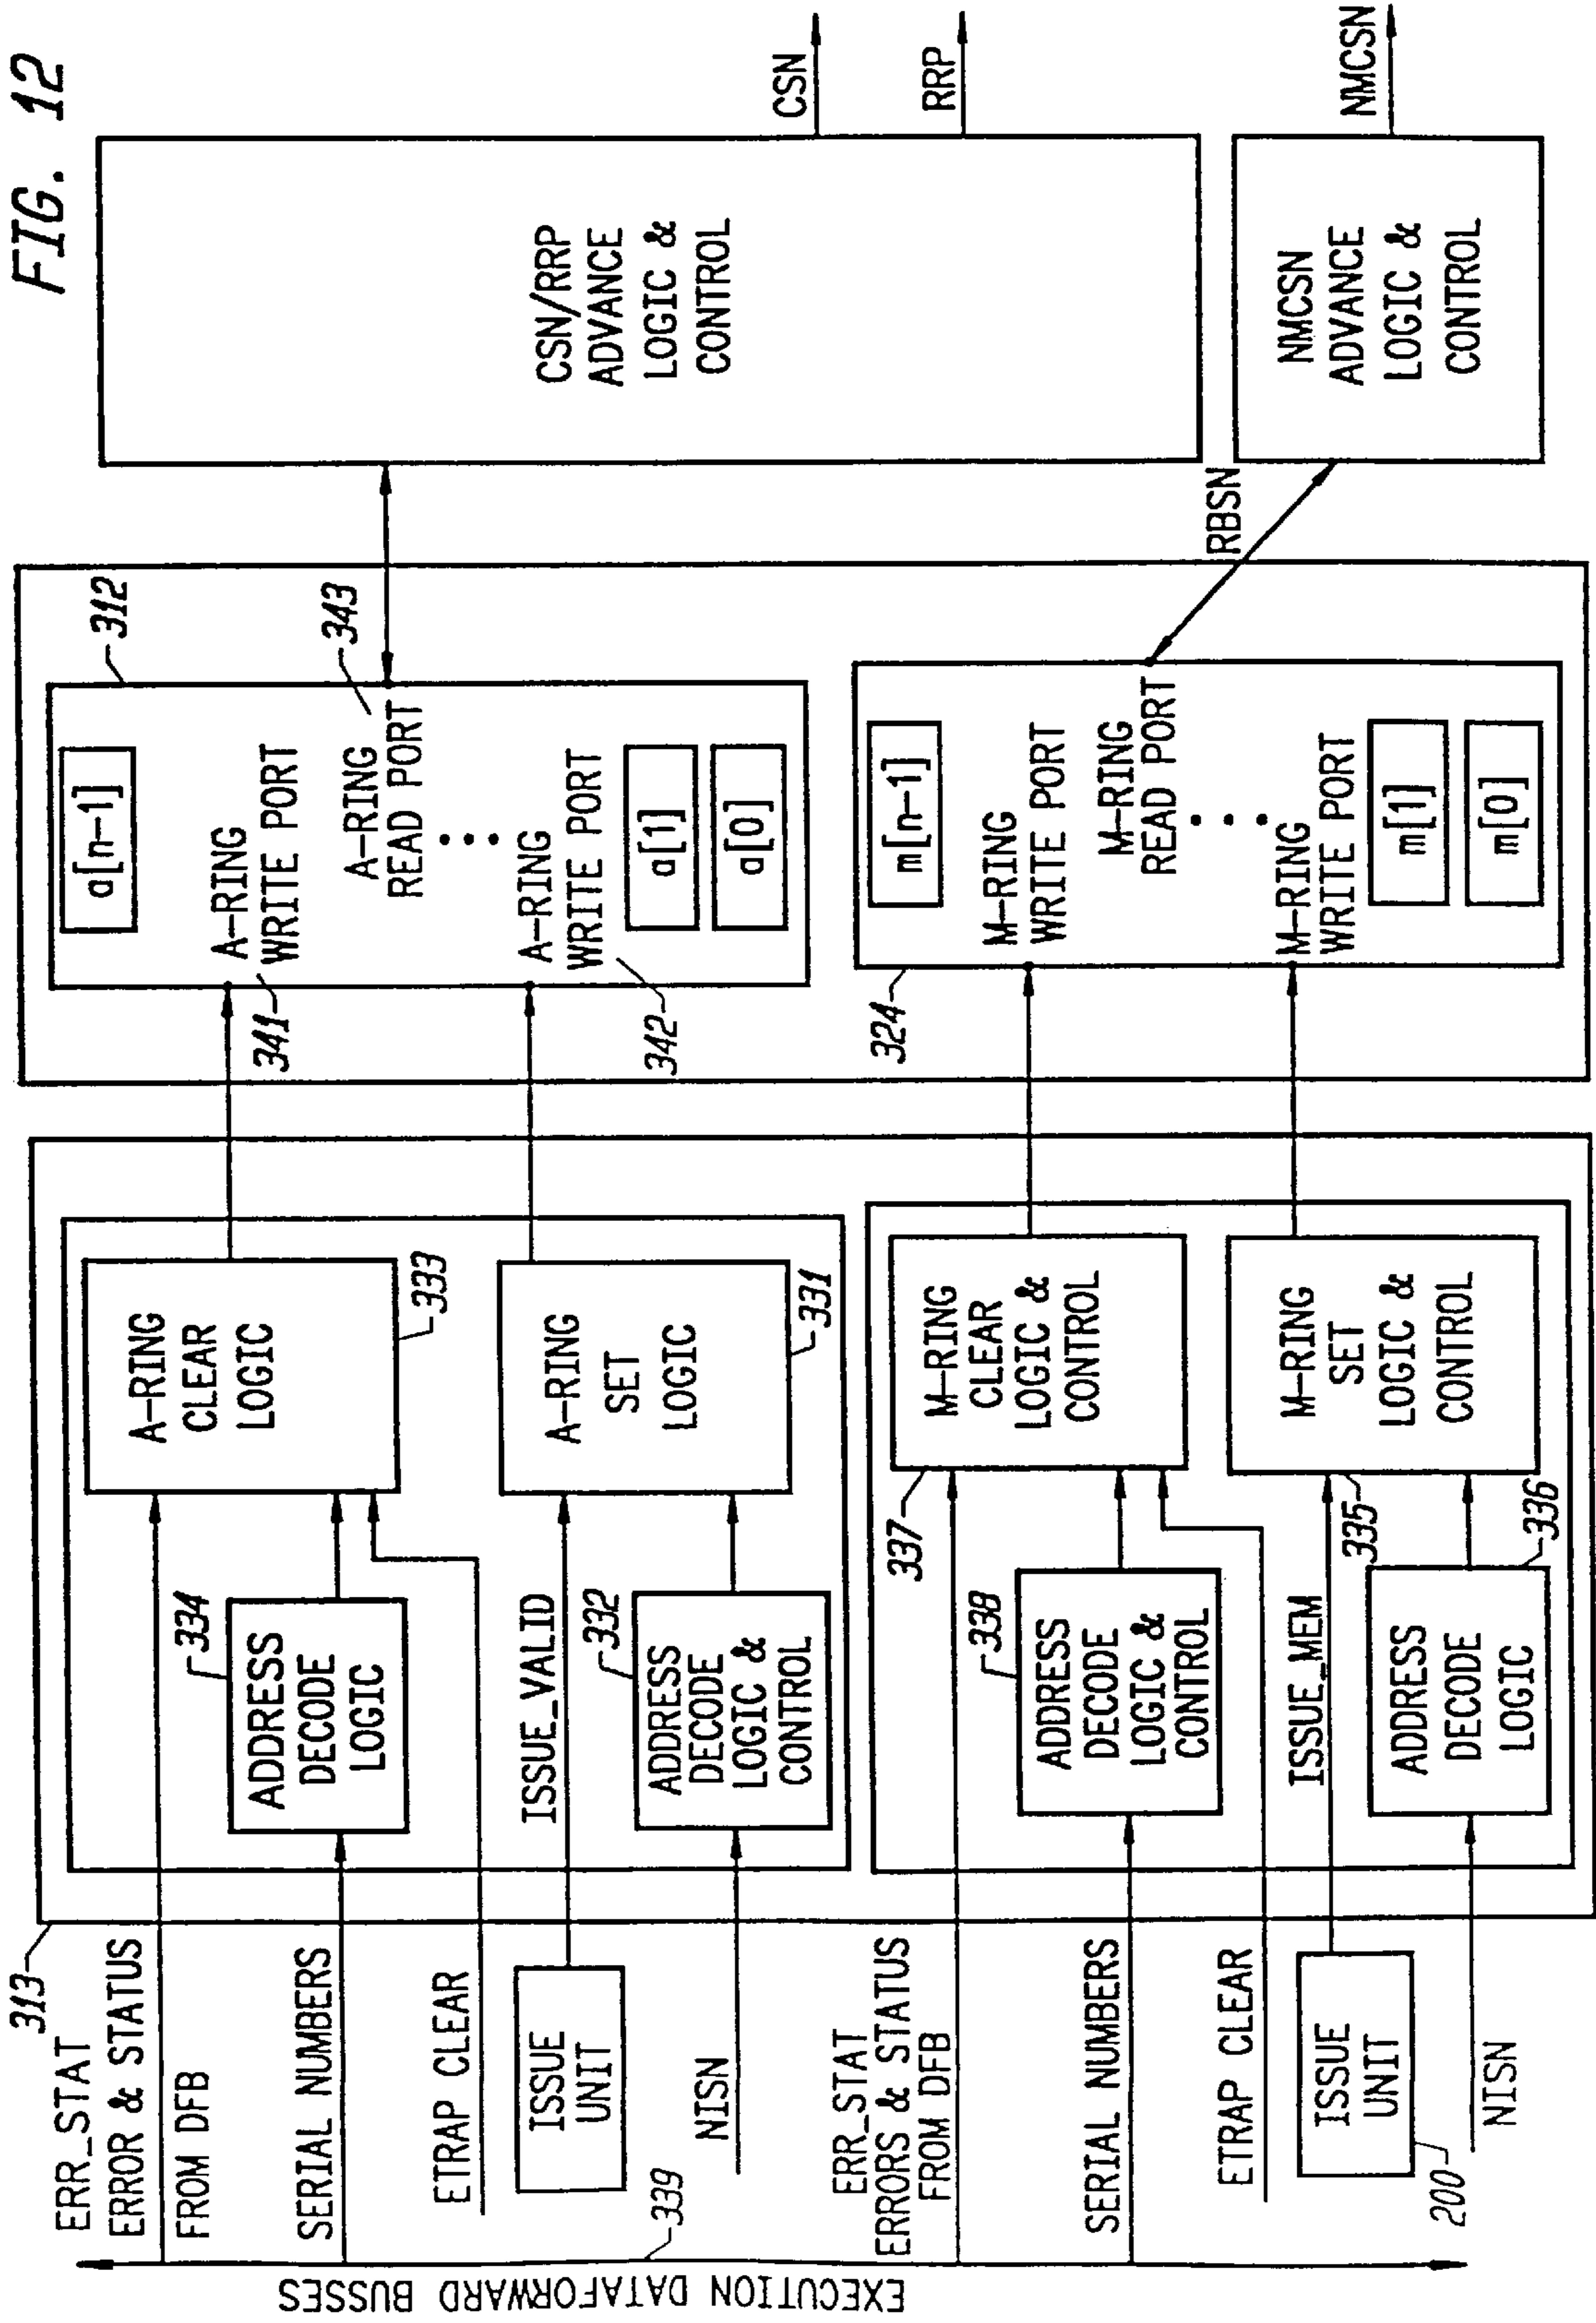 FIG. 12
313
ERR_STAT
ERROR & STATUS
FROM DFB
SERIAL NUMBERS
ETRAP CLEAR
ISSUE
UNIT
NISN
339
EXECUTION DATAFORWARD BUSSES
ERR_STAT
ERRORS & STATUS
FROM DFB
SERIAL NUMBERS
ETRAP CLEAR
ISSUE
UNIT
200
NISN
334
ADDRESS
DECODE
LOGIC
ISSUE_VALID
332
ADDRESS
DECODE
LOGIC &
CONTROL
338
ADDRESS
DECODE
LOGIC &
CONTROL
ISSUE_MEM
ADDRESS
DECODE
LOGIC
336
A-RING
CLEAR
LOGIC
333
A-RING
SET
LOGIC
331
M-RING
CLEAR
LOGIC &
CONTROL
337
M-RING
SET
LOGIC &
CONTROL
335
312
a[n-1]
A-RING
WRITE PORT
341
A-RING
READ PORT
343
A-RING
WRITE PORT
342
a[1]
a[0]
324
m[n-1]
M-RING
WRITE PORT
M-RING
READ PORT
M-RING
WRITE PORT
m[1]
m[0]
RBSN
CSN/RRP
ADVANCE
LOGIC &
CONTROL
CSN
RRP
NMCSN
ADVANCE
LOGIC &
CONTROL
NMCSN